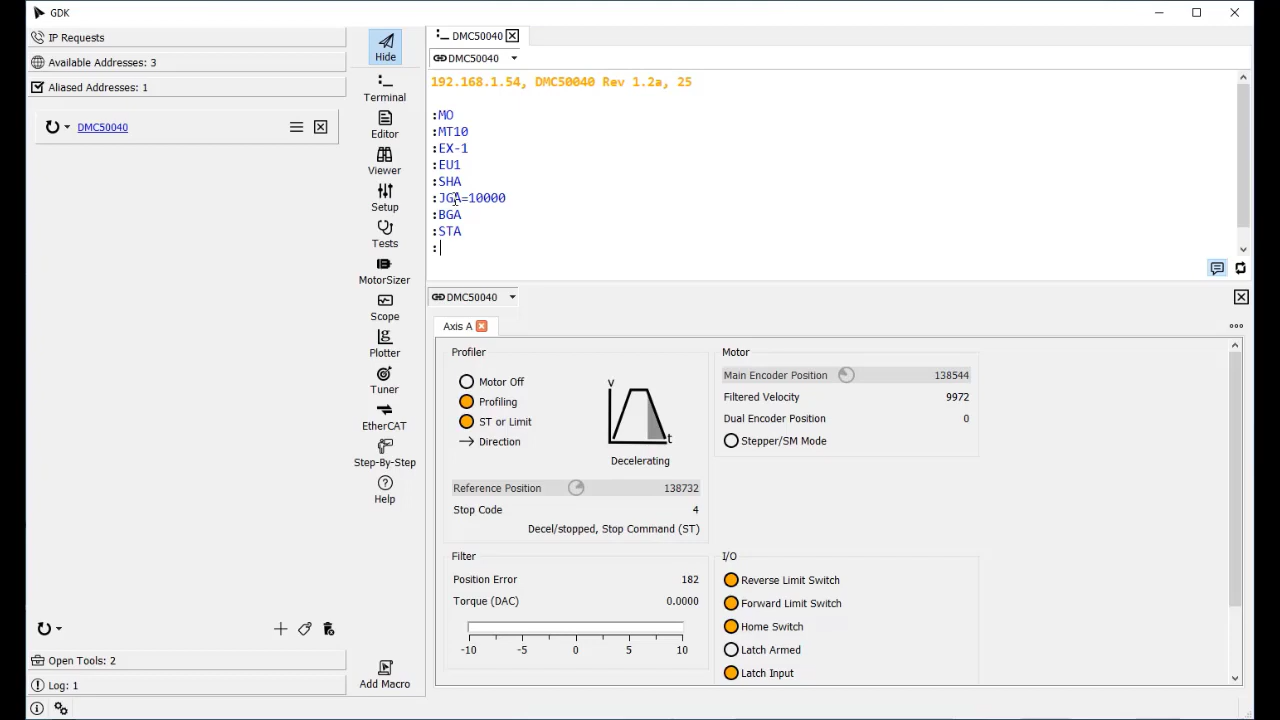 GDK
IP Requests
Available Addresses: 3
Aliased Addresses: 1
DMC50040
Open Tools: 2
Log: 1
Hide
Terminal
Editor
Viewer
Setup
Tests
MotorSizer
Scope
Plotter
Tuner
EtherCAT
Step-By-Step
Help
Add Macro
DMC50040
DMC50040
192.168.1.54, DMC50040 Rev 1.2a, 25
:MO
:MT10
:EX-1
:EU1
:SHA
:JGA=10000
:BGA
:STA
:
DMC50040
Axis A
Profiler
Motor Off
Profiling
ST or Limit
Direction
v
t
Decelerating
Reference Position 138732
Stop Code 4
Decel/stopped, Stop Command (ST)
Motor
Main Encoder Position 138544
Filtered Velocity 9972
Dual Encoder Position 0
Stepper/SM Mode
Filter
Position Error 182
Torque (DAC) 0.0000
-10 -5 0 5 10
I/O
Reverse Limit Switch
Forward Limit Switch
Home Switch
Latch Armed
Latch Input